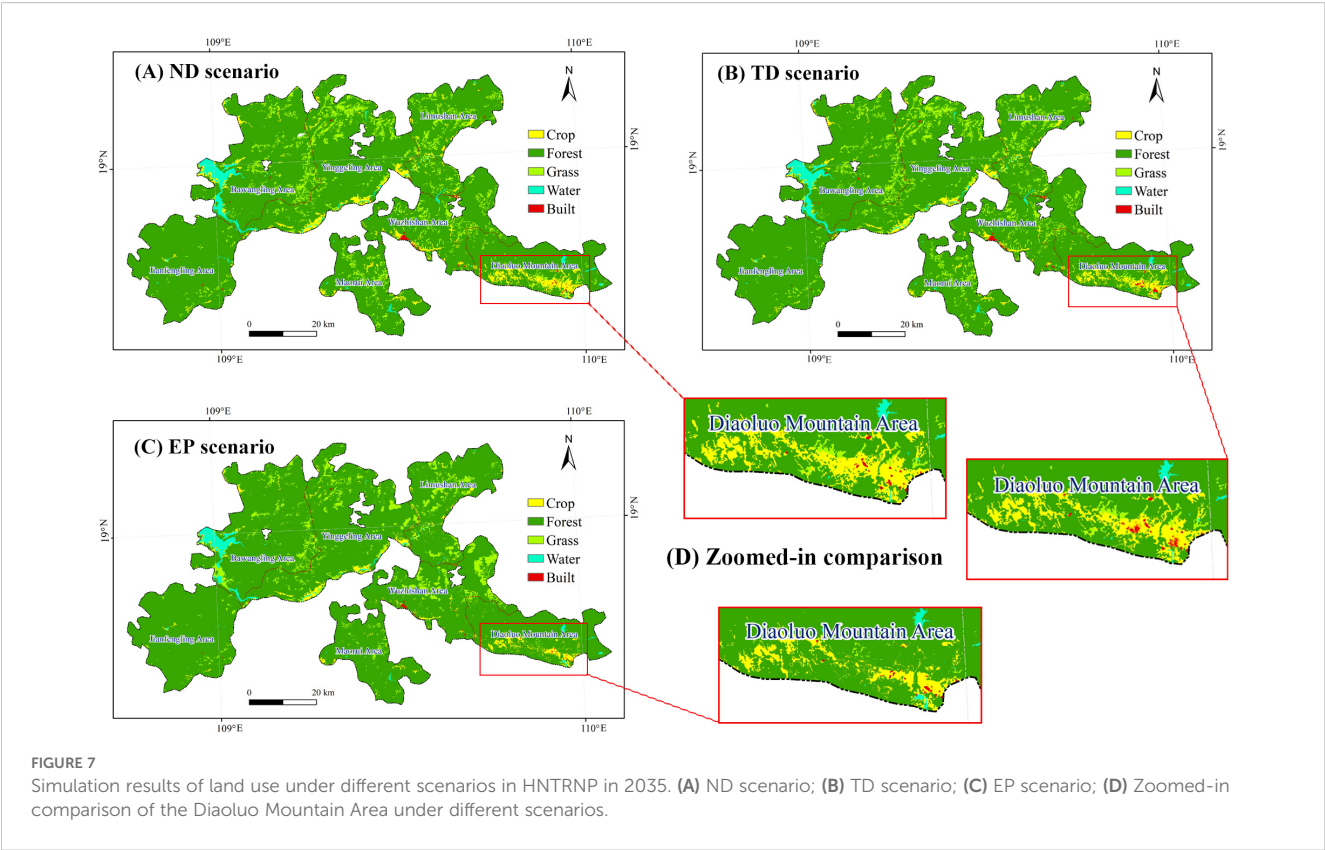 109°E
110°E
(A) ND scenario
N
Limushan Area
Crop
Forest
Grass
Water
Built
19°N
19°N
Yinggeling Area
Bawangling Area
Wuzhishan Area
Jianfengling Area
Diaoluo Mountain Area
Maorui Area
0 20 km
109°E
110°E
109°E
110°E
(B) TD scenario
N
Limushan Area
Crop
Forest
Grass
Water
Built
19°N
19°N
Yinggeling Area
Bawangling Area
Wuzhishan Area
Jianfengling Area
Diaoluo Mountain Area
Maorui Area
0 20 km
109°E
110°E
109°E
110°E
(C) EP scenario
N
Limushan Area
Crop
Forest
Grass
Water
Built
19°N
19°N
Yinggeling Area
Bawangling Area
Wuzhishan Area
Jianfengling Area
Diaoluo Mountain Area
Maorui Area
0 20 km
109°E
110°E
Diaoluo Mountain Area
Diaoluo Mountain Area
(D) Zoomed-in comparison
Diaoluo Mountain Area
FIGURE 7
Simulation results of land use under different scenarios in HNTRNP in 2035. (A) ND scenario; (B) TD scenario; (C) EP scenario; (D) Zoomed-in
comparison of the Diaoluo Mountain Area under different scenarios.